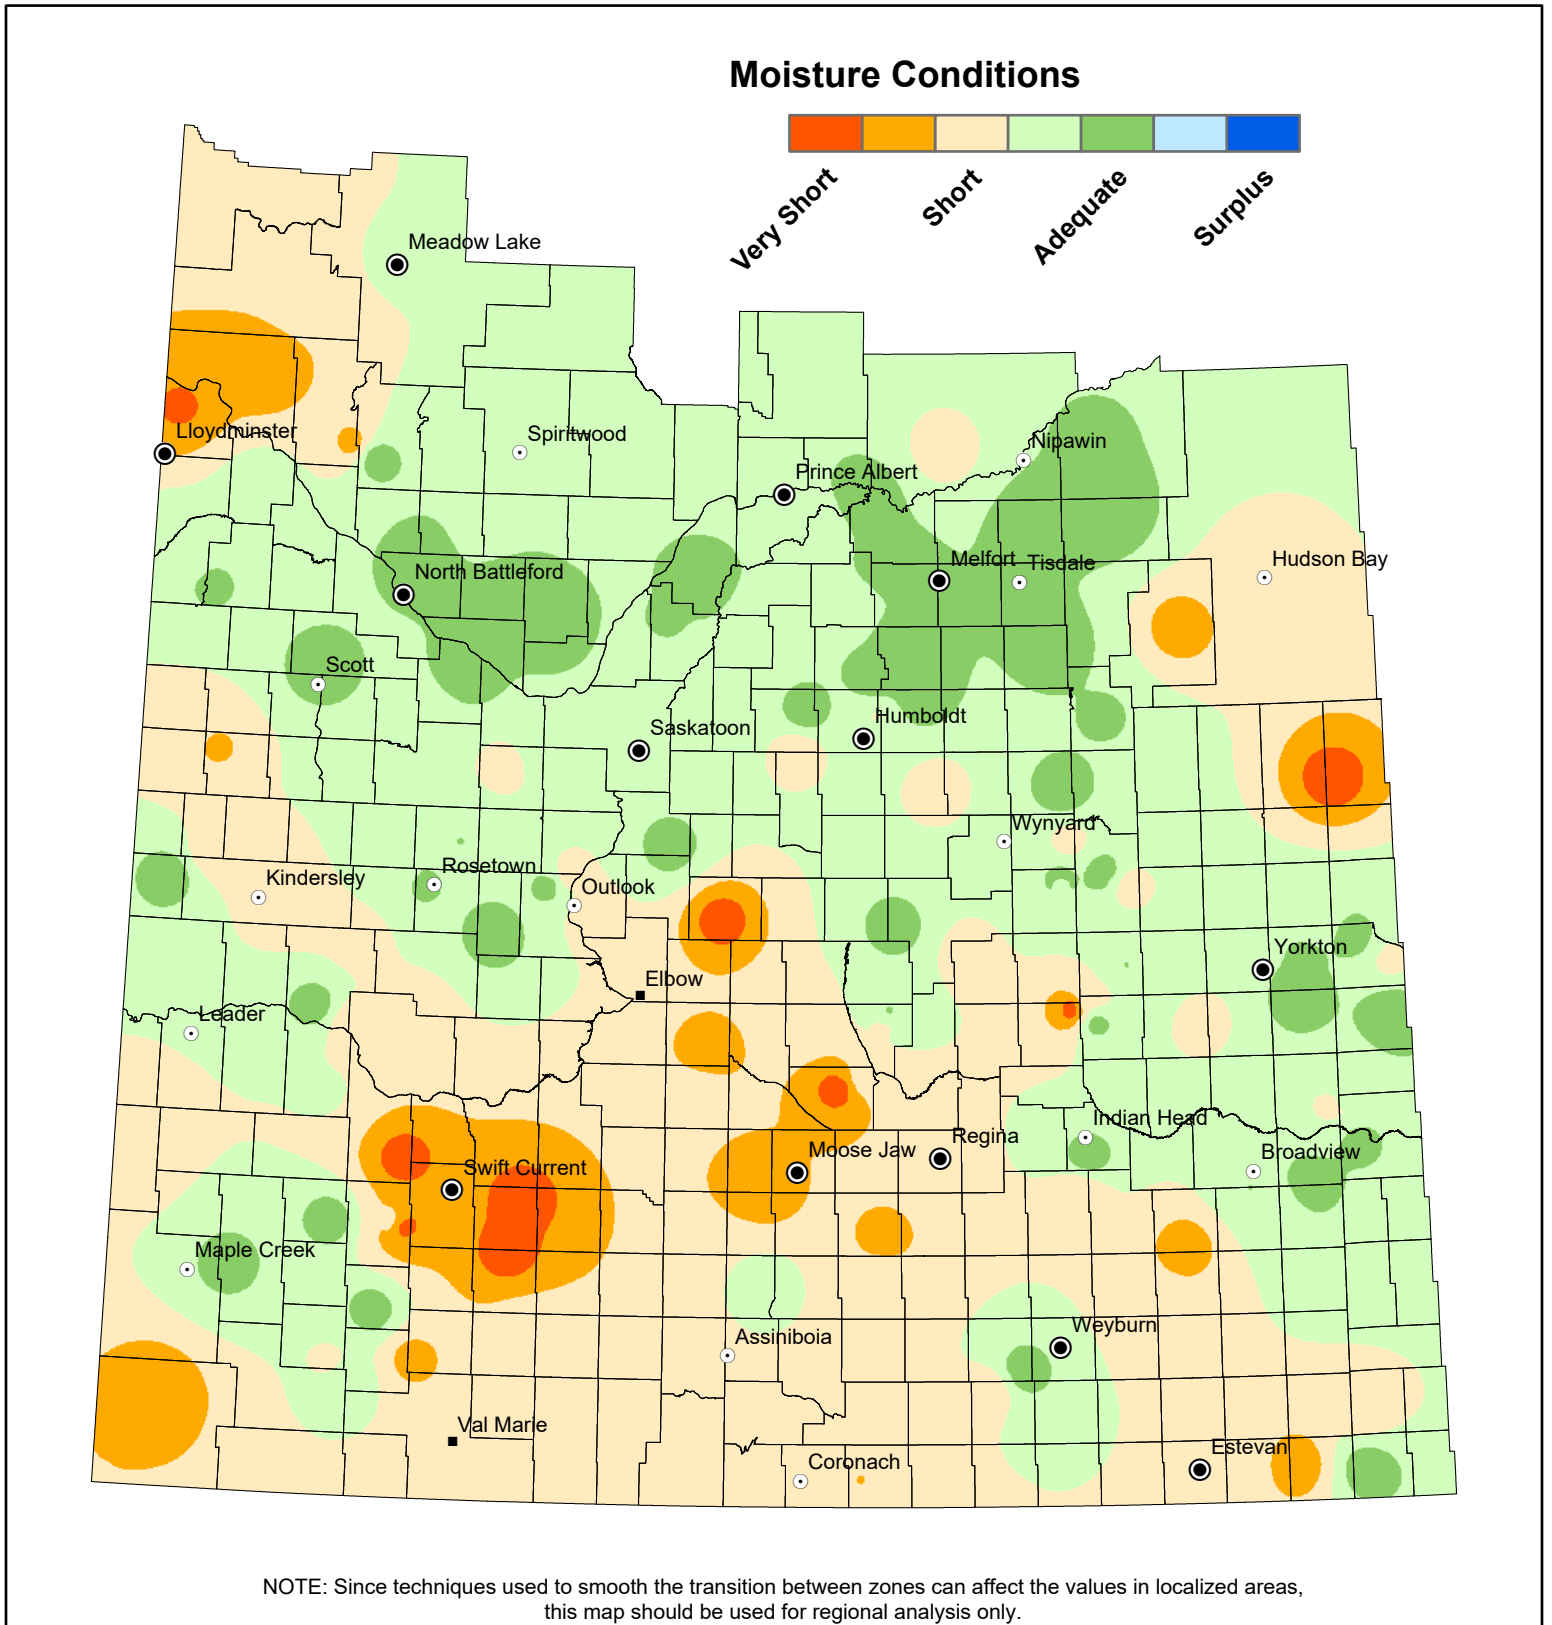 Moisture Conditions
Very Short
Short
Adequate
Surplus
Meadow Lake
Lloydminster
Spiritwood
Nipawin
Prince Albert
North Battleford
Melfort
Tisdale
Hudson Bay
Scott
Saskatoon
Humboldt
Wynyard
Rosetown
Kindersley
Outlook
Yorkton
Elbow
Leader
Indian Head
Regina
Moose Jaw
Broadview
Swift Current
Maple Creek
Weyburn
Assiniboia
Val Marie
Estevan
Coronach
NOTE: Since techniques used to smooth the transition between zones can affect the values in localized areas,
this map should be used for regional analysis only.